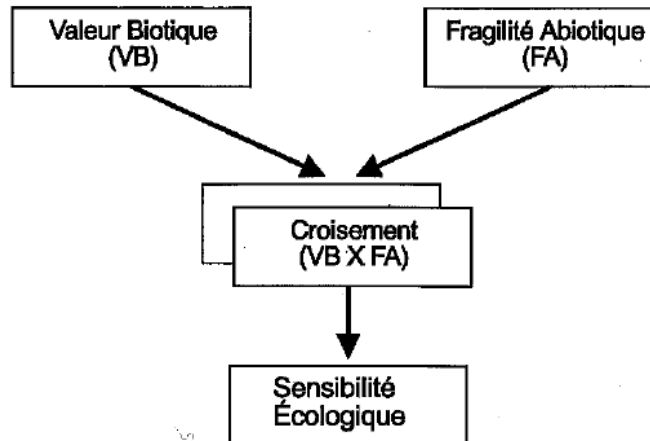 Valeur Biotique
(VB)
Fragilité Abiotique
(FA)
Croisement
(VB X FA)
Sensibilité
Écologique